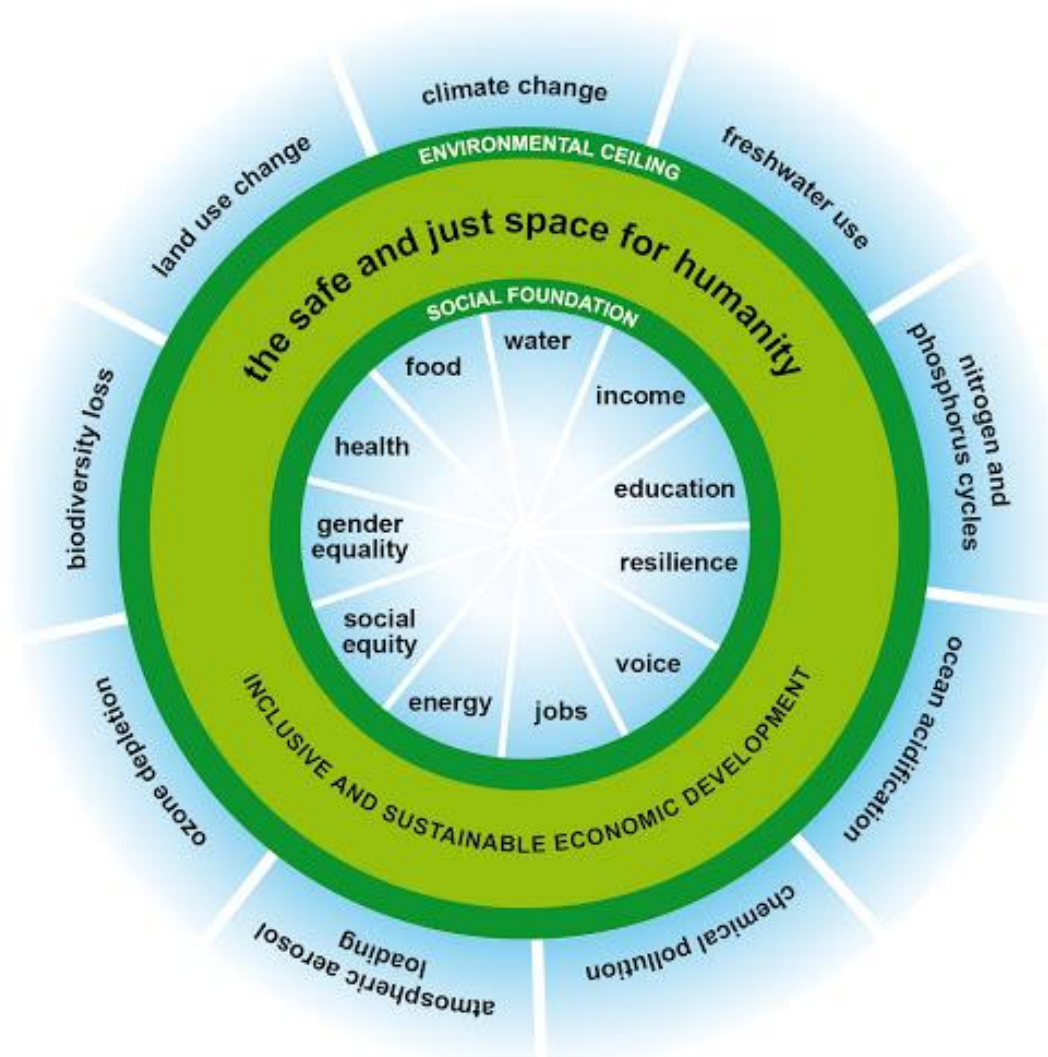 climate change
freshwater use
nitrogen and
phosphorus cycles
ocean acidification
chemical pollution
atmospheric aerosol
loading
ozone depletion
biodiversity loss
land use change
ENVIRONMENTAL CEILING
the safe and just space for humanity
SOCIAL FOUNDATION
water
income
education
resilience
voice
jobs
energy
social
equity
gender
equality
health
food
INCLUSIVE AND SUSTAINABLE ECONOMIC DEVELOPMENT